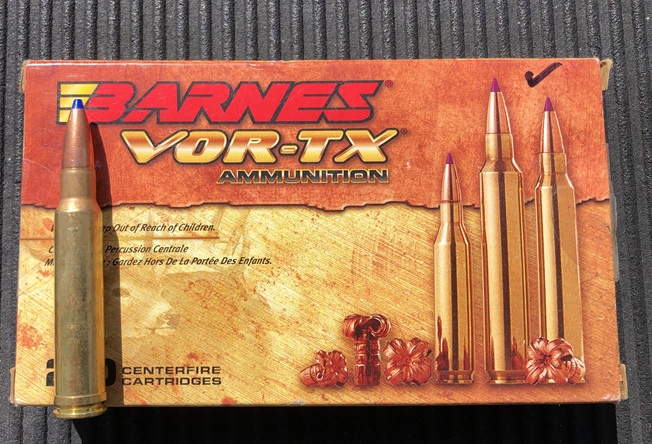 BARNES
VOR-TX
AMMUNITION
Out of Reach of Children.
Percussion Centrale
: Gardez Hors De La Portée Des Enfants.
CENTERFIRE
CARTRIDGES